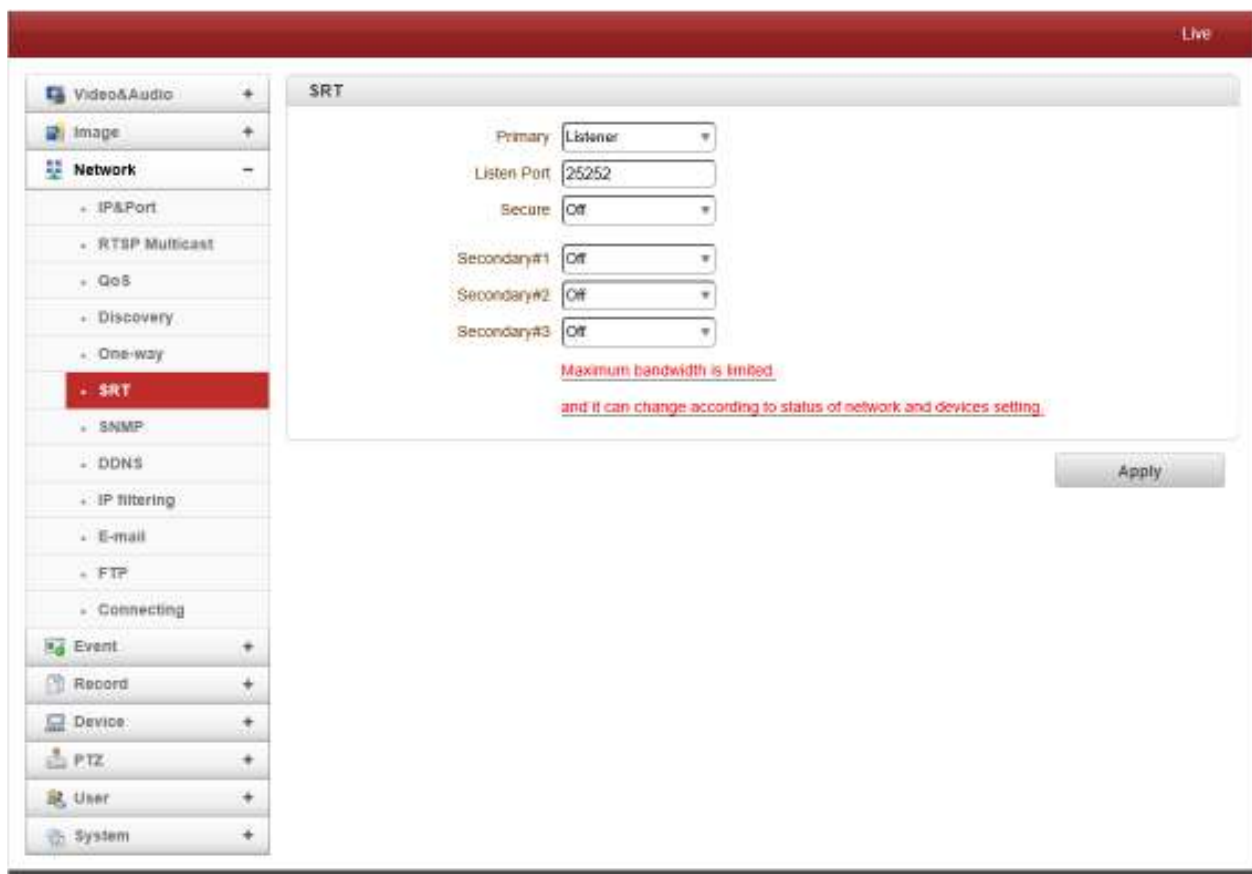 Live
Video&Audio +
Image +
Network –
IP&Port
RTSP Multicast
QoS
Discovery
One-way
SRT
SNMP
DDNS
IP filtering
E-mail
FTP
Connecting
Event +
Record +
Device +
PTZ +
User +
System +
SRT
Primary Listener
Listen Port 25252
Secure Off
Secondary#1 Off
Secondary#2 Off
Secondary#3 Off
Maximum bandwidth is limited.
and it can change according to status of network and devices setting.
Apply